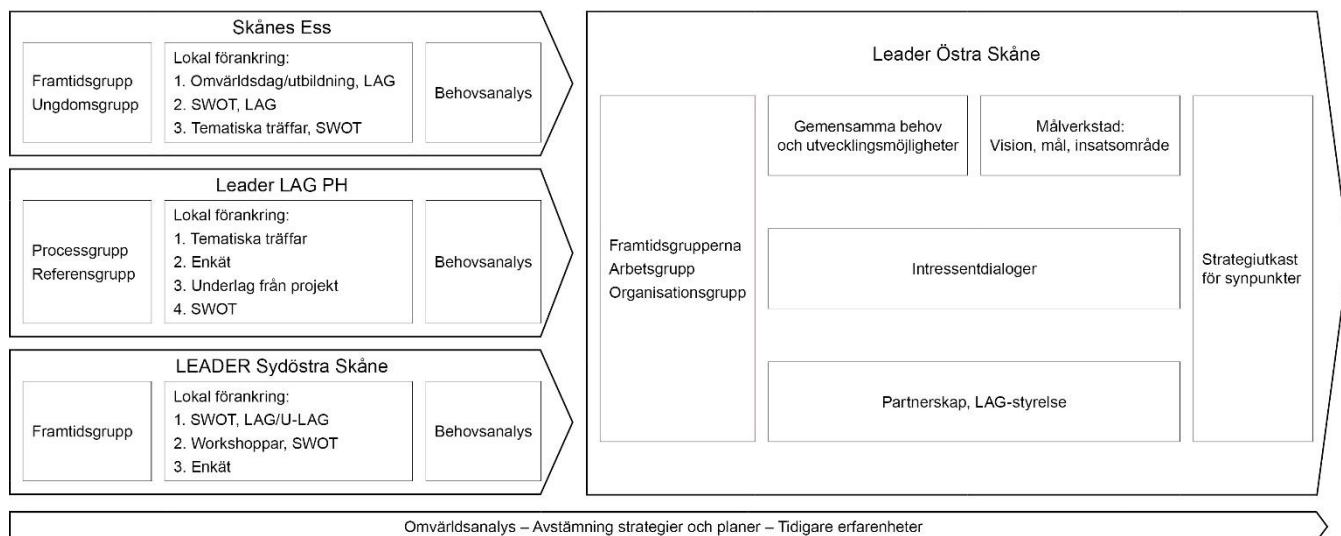 Skånes Ess
Framtidsgrupp
Ungdomsgrupp
Lokal förankring:
1. Omvärldsdag/utbildning, LAG
2. SWOT, LAG
3. Tematiska träffar, SWOT
Behovsanalys
Leader LAG PH
Processgrupp
Referensgrupp
Lokal förankring:
1. Tematiska träffar
2. Enkät
3. Underlag från projekt
4. SWOT
Behovsanalys
LEADER Sydöstra Skåne
Framtidsgrupp
Lokal förankring:
1. SWOT, LAG/U-LAG
2. Workshoppar, SWOT
3. Enkät
Behovsanalys
Leader Östra Skåne
Framtidsgrupperna
Arbetsgrupp
Organisationsgrupp
Gemensamma behov
och utvecklingsmöjligheter
Målverkstad:
Vision, mål, insatsområde
Intressentdialoger
Partnerskap, LAG-styrelse
Strategiutkast
för synpunkter
Omvärldsanalys – Avstämning strategier och planer – Tidigare erfarenheter